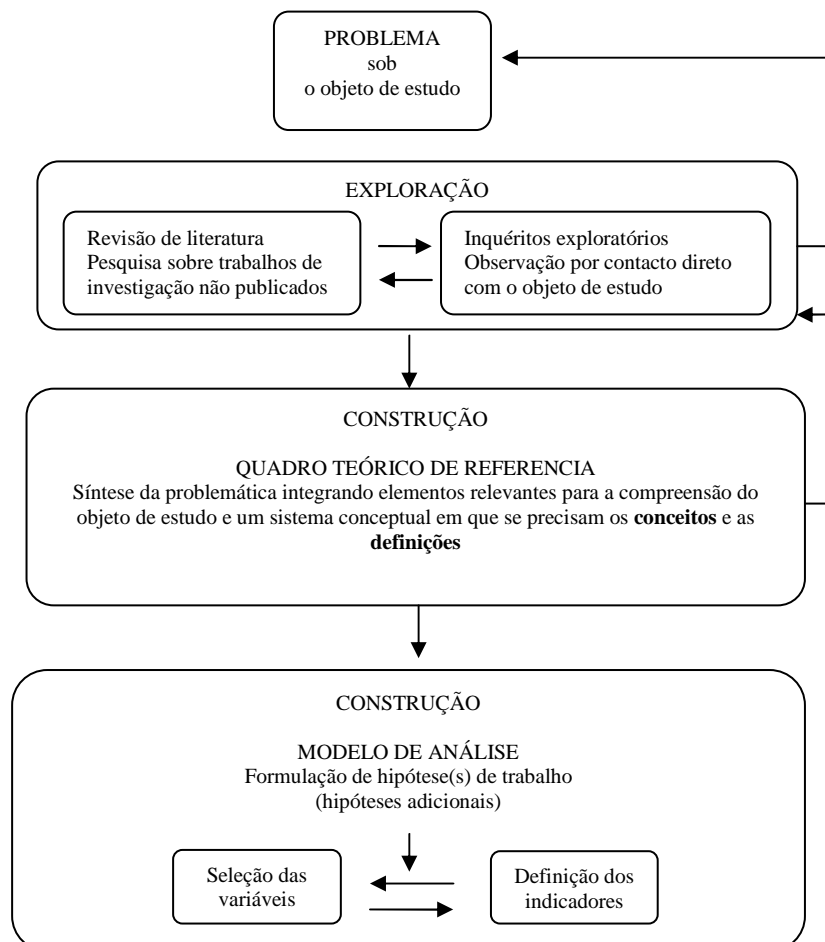 PROBLEMA
sob
o objeto de estudo
EXPLORAÇÃO
Revisão de literatura
Pesquisa sobre trabalhos de
investigação não publicados
Inquéritos exploratórios
Observação por contacto direto
com o objeto de estudo
CONSTRUÇÃO
QUADRO TEÓRICO DE REFERENCIA
Síntese da problemática integrando elementos relevantes para a compreensão do
objeto de estudo e um sistema conceptual em que se precisam os conceitos e as
definições
CONSTRUÇÃO
MODELO DE ANÁLISE
Formulação de hipótese(s) de trabalho
(hipóteses adicionais)
Seleção das
variáveis
Definição dos
indicadores